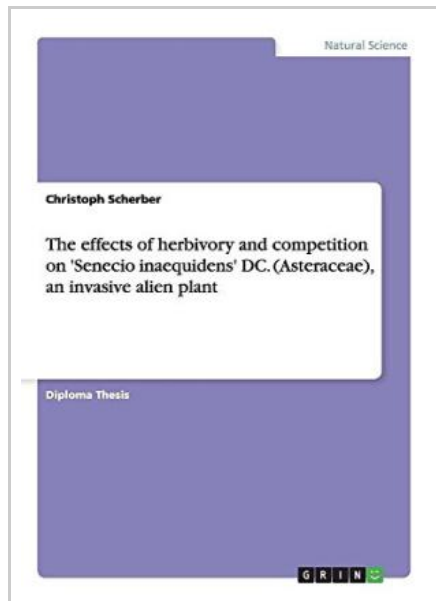 Natural Science
Christoph Scherber
The effects of herbivory and competition
on 'Senecio inaequidens' DC. (Asteraceae),
an invasive alien plant
Diploma Thesis
GRIN